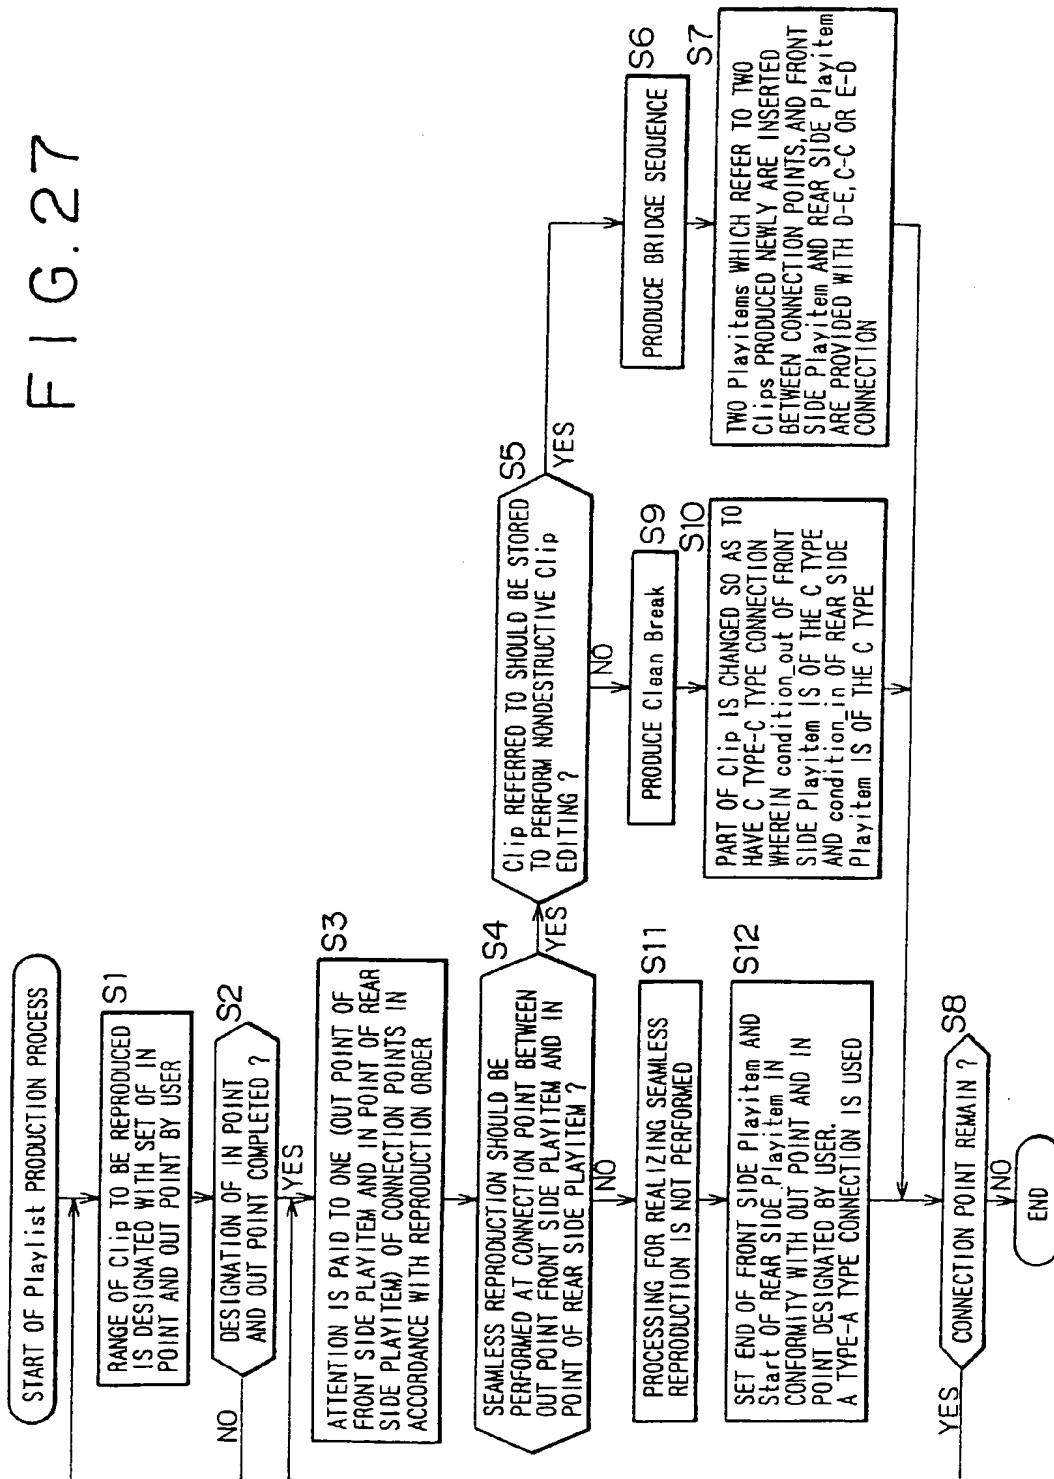 FIG.27
START OF Playlist PRODUCTION PROCESS
S1
RANGE OF Clip TO BE REPRODUCED
IS DESIGNATED WITH SET OF IN
POINT AND OUT POINT BY USER
S2
DESIGNATION OF IN POINT
AND OUT POINT COMPLETED ?
NO
YES
S3
ATTENTION IS PAID TO ONE (OUT POINT OF
FRONT SIDE PLAYITEM AND IN POINT OF REAR
SIDE PLAYITEM) OF CONNECTION POINTS IN
ACCORDANCE WITH REPRODUCTION ORDER
S4
SEAMLESS REPRODUCTION SHOULD BE
PERFORMED AT CONNECTION POINT BETWEEN
OUT POINT FRONT SIDE PLAYITEM AND IN
POINT OF REAR SIDE PLAYITEM ?
YES
NO
S5
Clip REFERRED TO SHOULD BE STORED
TO PERFORM NONDESTRUCTIVE Clip
EDITING ?
YES
NO
S6
PRODUCE BRIDGE SEQUENCE
S7
TWO Playitems WHICH REFER TO TWO
Clips PRODUCED NEWLY ARE INSERTED
BETWEEN CONNECTION POINTS, AND FRONT
SIDE Playitem AND REAR SIDE Playitem
ARE PROVIDED WITH D-E, C-C OR E-D
CONNECTION
S9
PRODUCE Clean Break
S10
PART OF Clip IS CHANGED SO AS TO
HAVE C TYPE-C TYPE CONNECTION
WHEREIN condition_out OF FRONT
SIDE Playitem IS OF THE C TYPE
AND condition_in OF REAR SIDE
Playitem IS OF THE C TYPE
S11
PROCESSING FOR REALIZING SEAMLESS
REPRODUCTION IS NOT PERFORMED
S12
SET END OF FRONT SIDE Playitem AND
Start OF REAR SIDE Playitem IN
CONFORMITY WITH OUT POINT AND IN
POINT DESIGNATED BY USER.
A TYPE-A TYPE CONNECTION IS USED
S8
CONNECTION POINT REMAIN ?
YES
NO
END